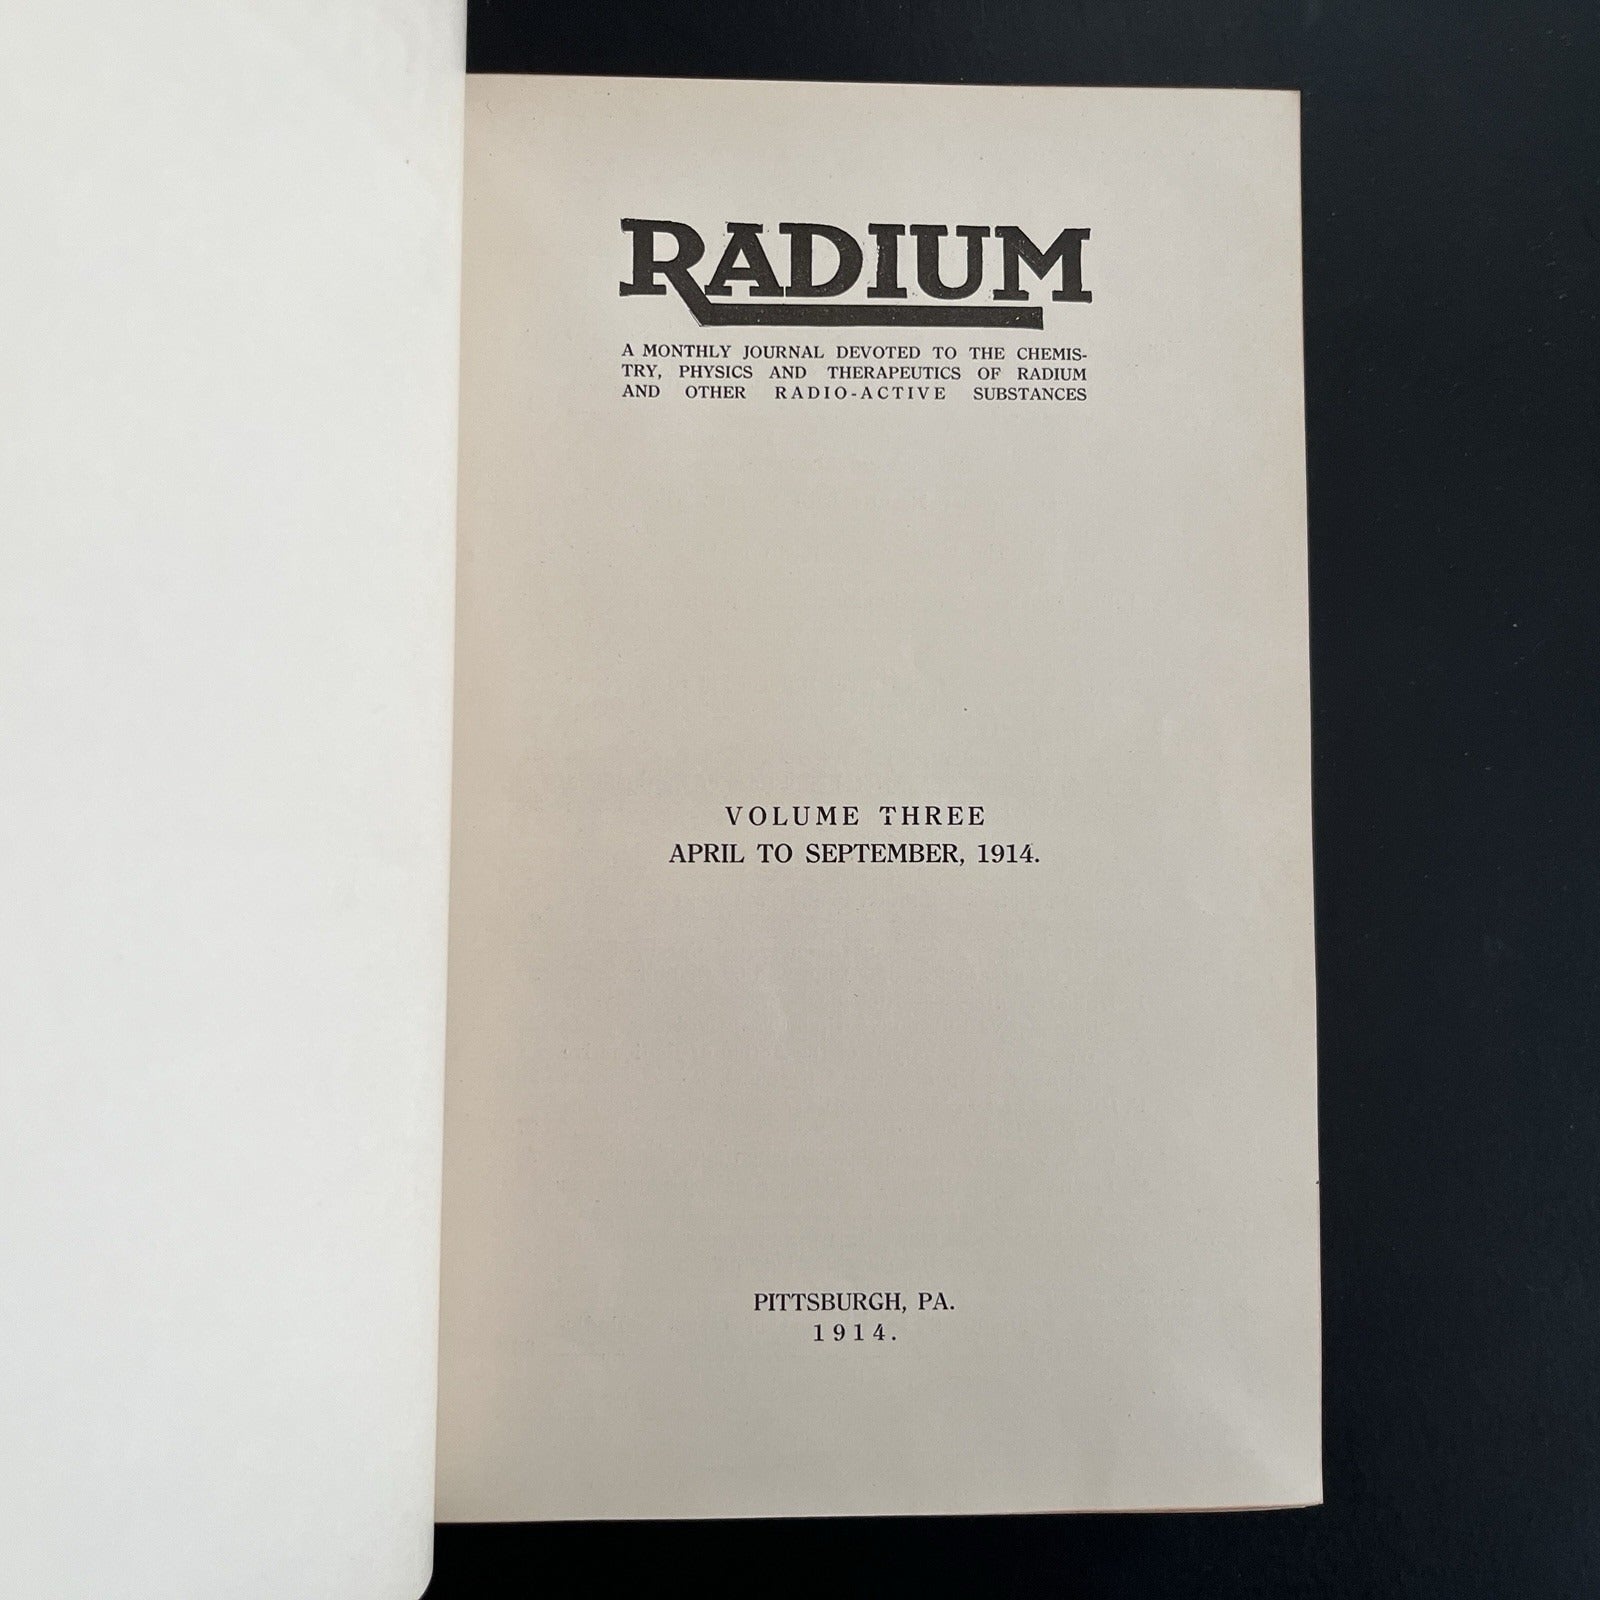 RADIUM
A MONTHLY JOURNAL DEVOTED TO THE CHEMIS-
TRY, PHYSICS AND THERAPEUTICS OF RADIUM
AND OTHER RADIO-ACTIVE SUBSTANCES
VOLUME THREE
APRIL TO SEPTEMBER, 1914.
PITTSBURGH, PA.
1914.